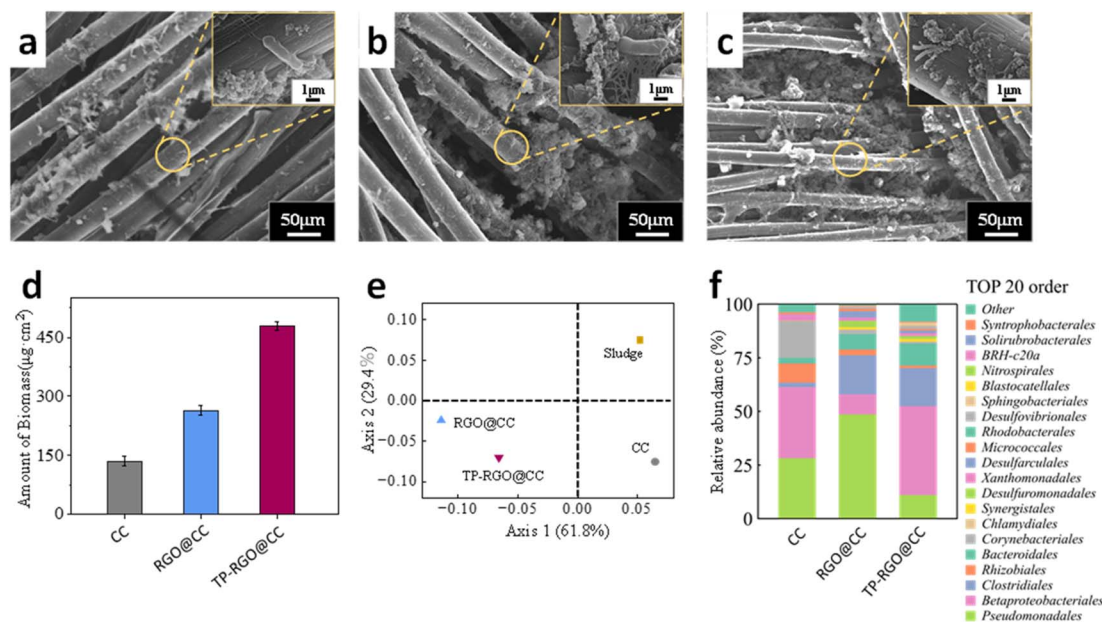 a
1μm
50μm
b
1μm
50μm
c
1μm
50μm
d
Amount of Biomass(μg·cm²)
450
300
150
0
CC
RGO@CC
TP-RGO@CC
e
Axis 2 (29.4%)
0.10
0.05
0.00
-0.05
-0.10
Sludge
RGO@CC
CC
TP-RGO@CC
-0.10
-0.05
0.00
0.05
Axis 1 (61.8%)
f
Relative abundance (%)
100
75
50
25
0
CC
RGO@CC
TP-RGO@CC
TOP 20 order
Other
Syntrophobacterales
Solirubrobacterales
BRH-c20a
Nitrospirales
Blastocatellales
Sphingobacteriales
Desulfovibrionales
Rhodobacterales
Micrococcales
Desulfarculales
Xanthomonadales
Desulfuromonadales
Synergistales
Chlamydiales
Corynebacteriales
Bacteroidales
Rhizobiales
Clostridiales
Betaproteobacteriales
Pseudomonadales